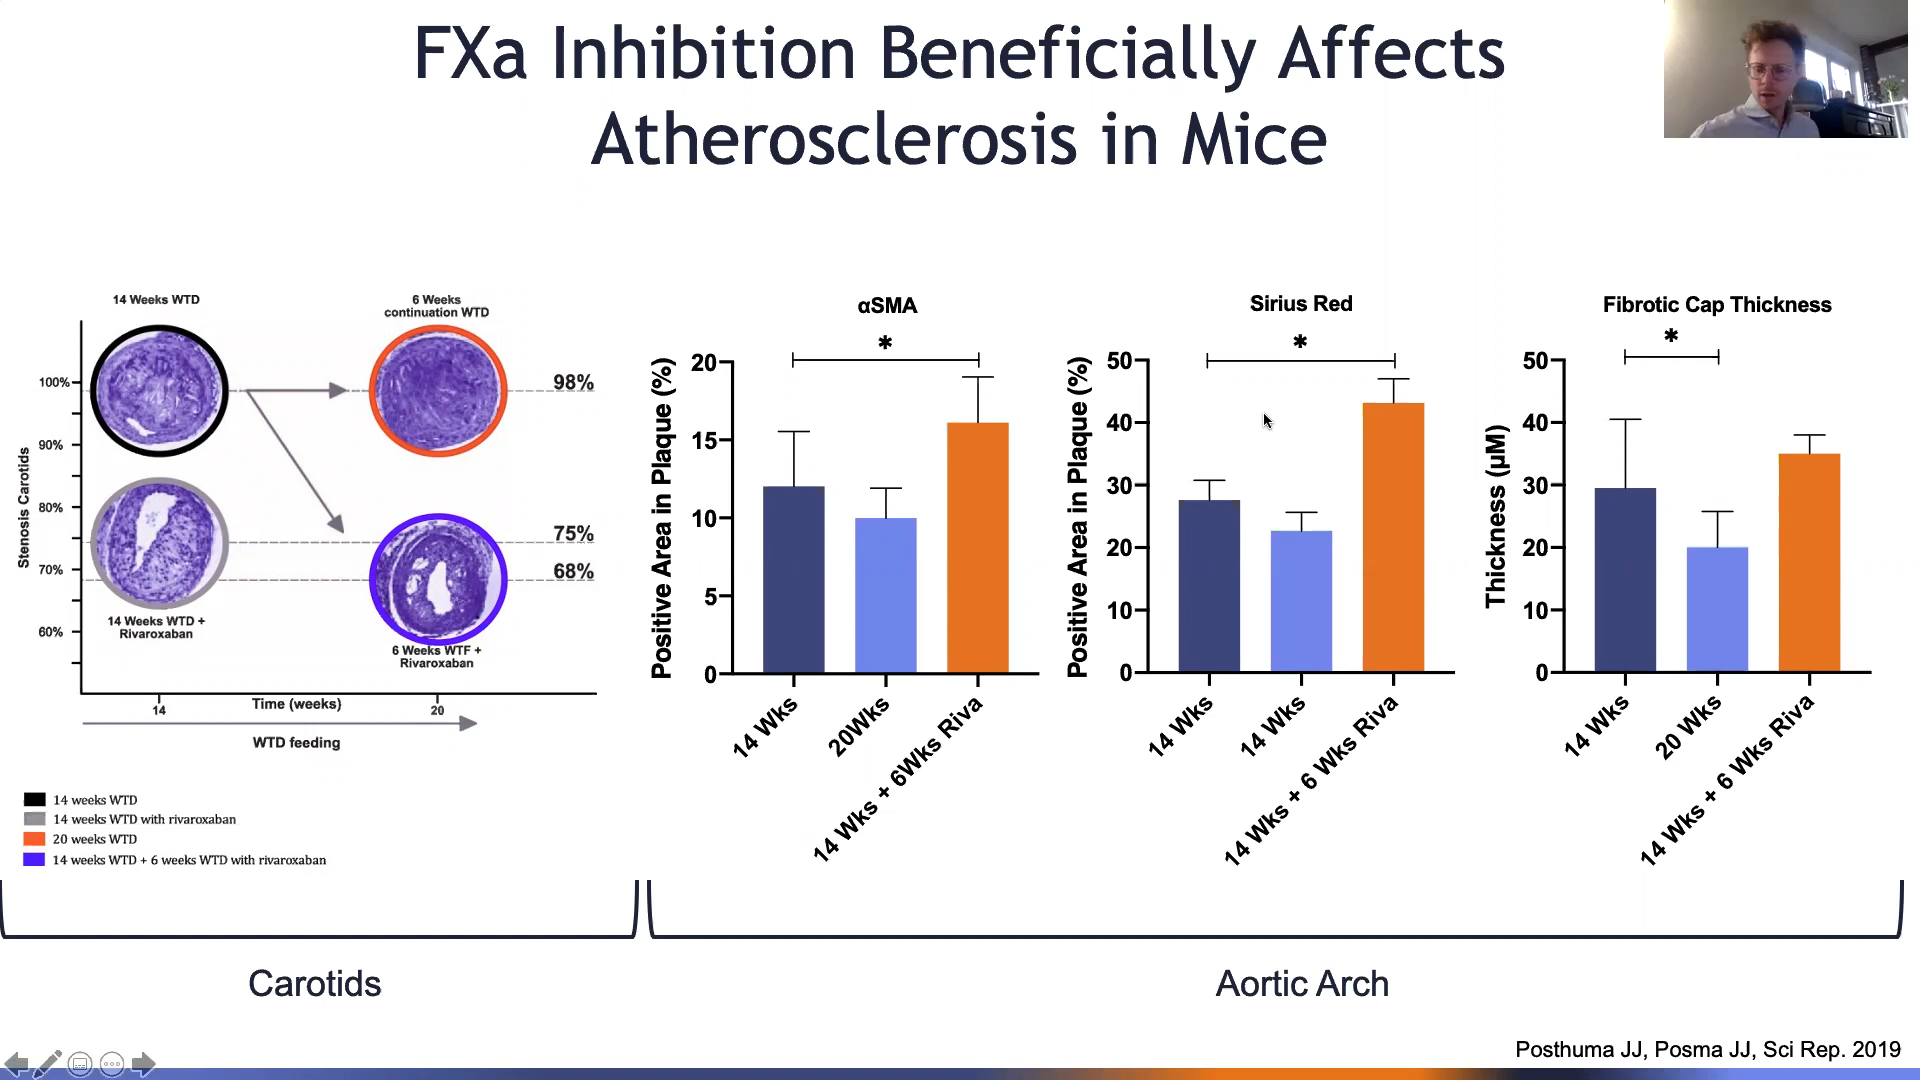 FXa Inhibition Beneficially Affects
Atherosclerosis in Mice
14 Weeks WTD
6 Weeks
continuation WTD
Stenosis Carotids
100%
90%
80%
70%
60%
98%
75%
68%
14 Weeks WTD +
Rivaroxaban
6 Weeks WTF +
Rivaroxaban
14
Time (weeks)
20
WTD feeding
14 weeks WTD
14 weeks WTD with rivaroxaban
20 weeks WTD
14 weeks WTD + 6 weeks WTD with rivaroxaban
Carotids
αSMA
*
Positive Area in Plaque (%)
20
15
10
5
0
14 Wks
20Wks
14 Wks + 6Wks Riva
Sirius Red
*
Positive Area in Plaque (%)
50
40
30
20
10
0
14 Wks
14 Wks
14 Wks + 6 Wks Riva
Fibrotic Cap Thickness
*
Thickness (µM)
50
40
30
20
10
0
14 Wks
20 Wks
14 Wks + 6 Wks Riva
Aortic Arch
Posthuma JJ, Posma JJ, Sci Rep. 2019